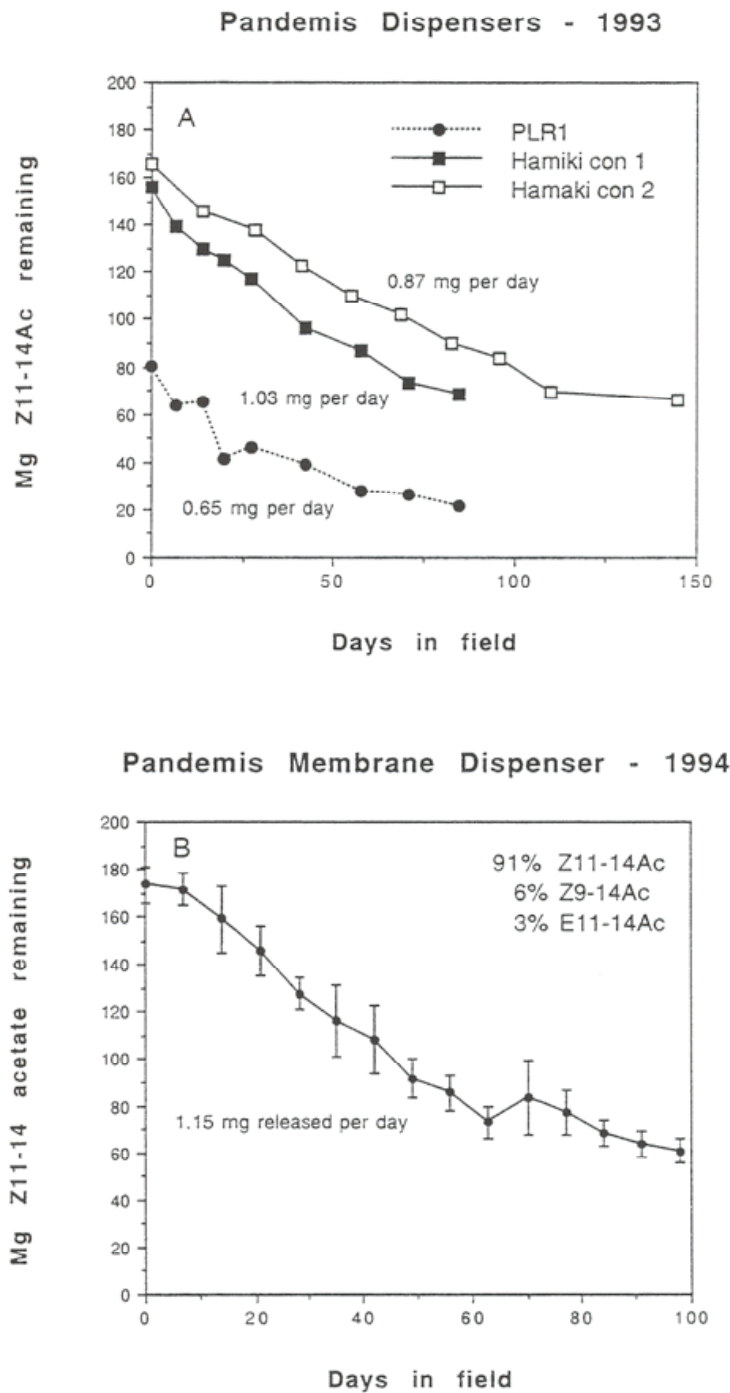 Pandemis Dispensers - 1993
A
PLR1
Hamiki con 1
Hamaki con 2
0.87 mg per day
1.03 mg per day
0.65 mg per day
200
180
160
140
120
100
80
60
40
20
0
0 50 100 150
Mg Z11-14Ac remaining
Days in field
Pandemis Membrane Dispenser - 1994
B
91% Z11-14Ac
6% Z9-14Ac
3% E11-14Ac
1.15 mg released per day
200
180
160
140
120
100
80
60
40
20
0
0 20 40 60 80 100
Mg Z11-14 acetate remaining
Days in field